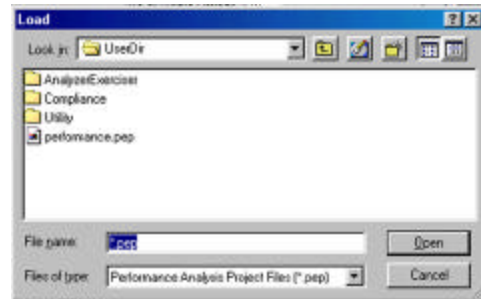 Load
Look in: UserDir
AnalyzerExerciser
Compliance
Utility
performance.pep
File name: *.pep
Open
Files of type: Performance Analysis Project Files (*.pep)
Cancel